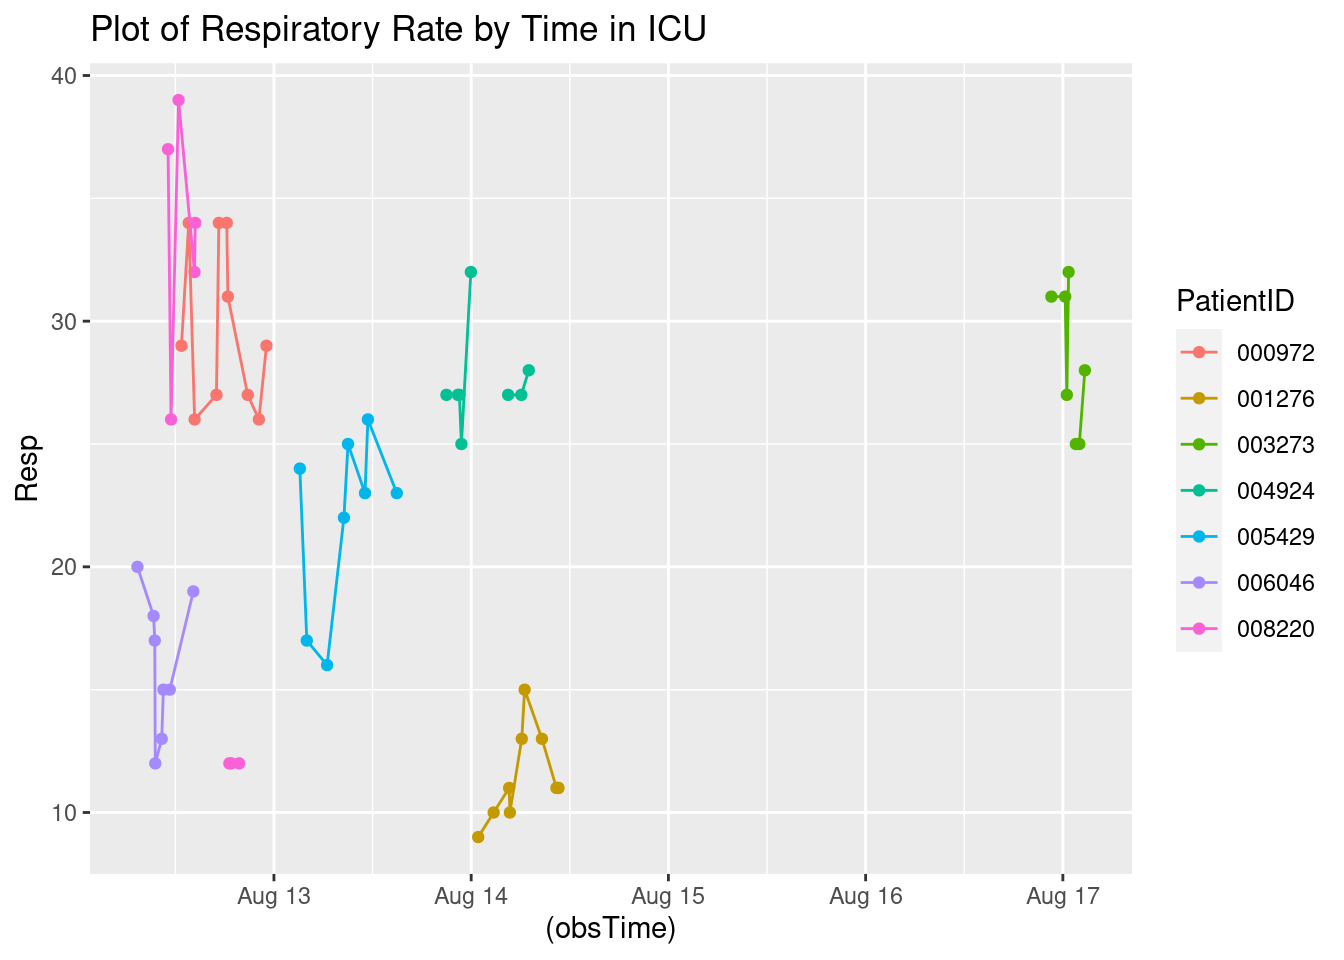 Plot of Respiratory Rate by Time in ICU
40
30
20
10
Resp
Aug 13
Aug 14
Aug 15
Aug 16
Aug 17
(obsTime)
PatientID
000972
001276
003273
004924
005429
006046
008220